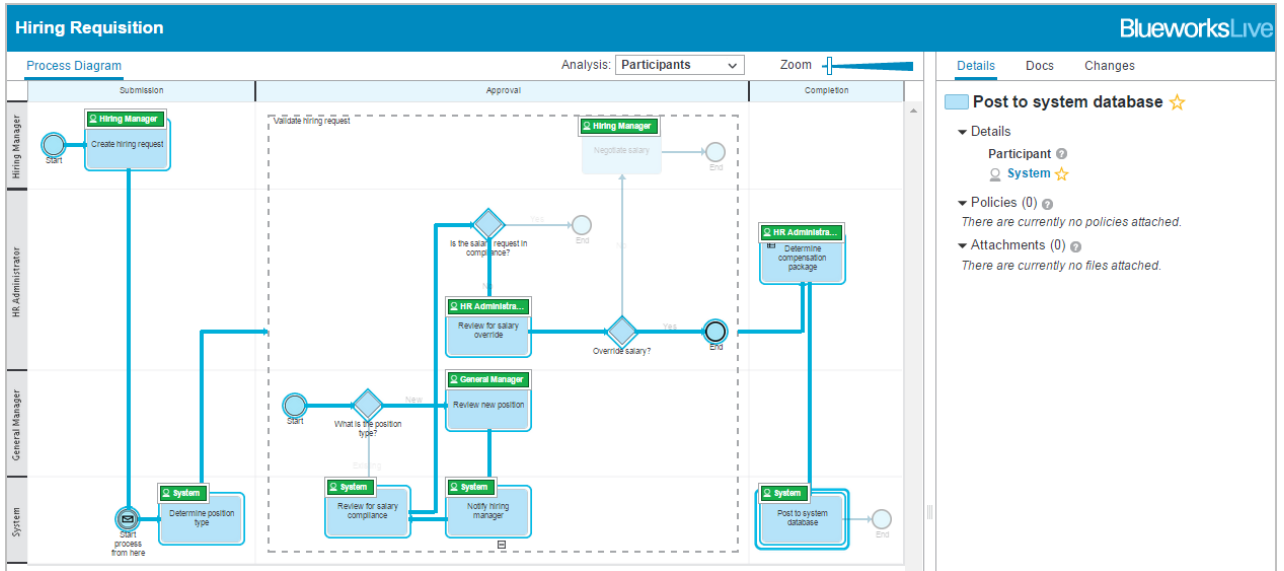 Hiring Requisition
BlueworksLive
Process Diagram
Analysis:
Participants
Zoom
Details
Docs
Changes
Submission
Approval
Completion
Hiring Manager
HR Administrator
General Manager
System
Hiring Manager
Create hiring request
Start
Validate hiring request
Hiring Manager
Negotiate salary
End
Yes
End
Is the salary request in
compliance?
No
HR Administra...
Review for salary
override
Override salary?
Yes
End
HR Administra...
Determine
compensation
package
Start
What is the position
type?
New
General Manager
Review new position
Existing
Start
process
from here
System
Determine position
type
System
Review for salary
compliance
System
Notify hiring
manager
System
Post to system
database
End
Post to system database
Details
Participant
System
Policies (0)
There are currently no policies attached.
Attachments (0)
There are currently no files attached.